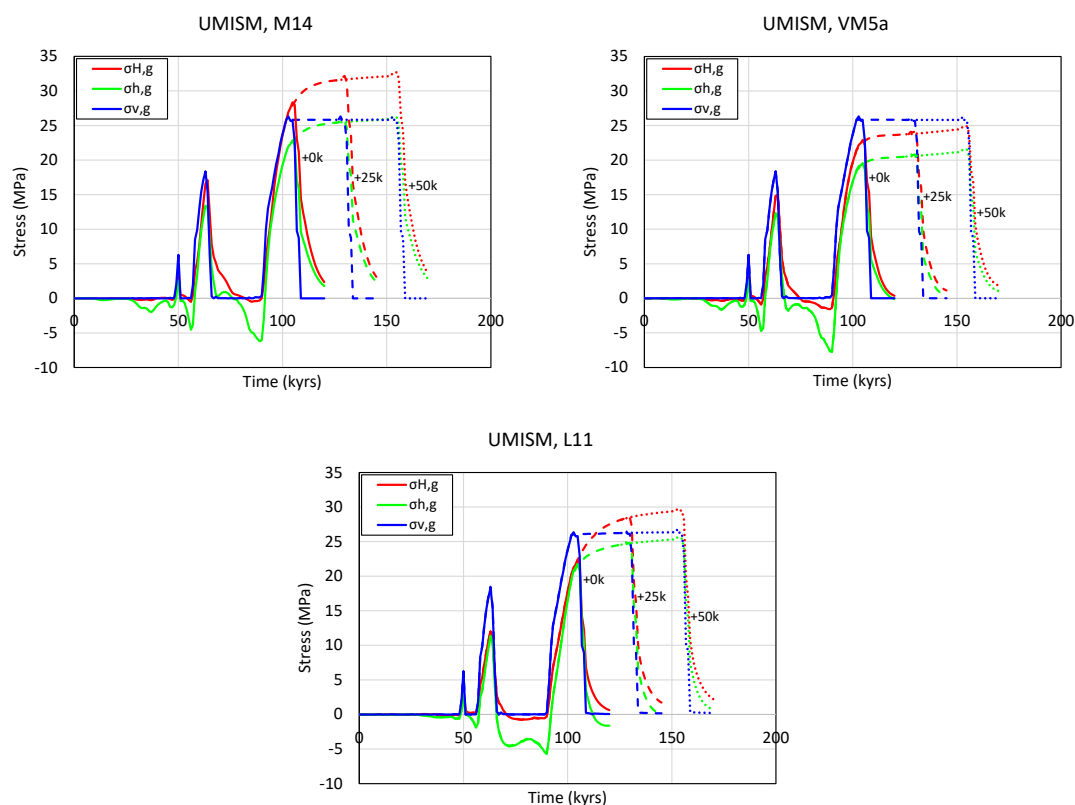 UMISM, M14
35
30
25
20
15
10
5
0
-5
-10
0
50
100
150
200
Stress (MPa)
Time (kyrs)
σH,g
σh,g
σv,g
+0k
+25k
+50k
UMISM, VM5a
35
30
25
20
15
10
5
0
-5
-10
0
50
100
150
200
Stress (MPa)
Time (kyrs)
σH,g
σh,g
σv,g
+0k
+25k
+50k
UMISM, L11
35
30
25
20
15
10
5
0
-5
-10
0
50
100
150
200
Stress (MPa)
Time (kyrs)
σH,g
σh,g
σv,g
+0k
+25k
+50k